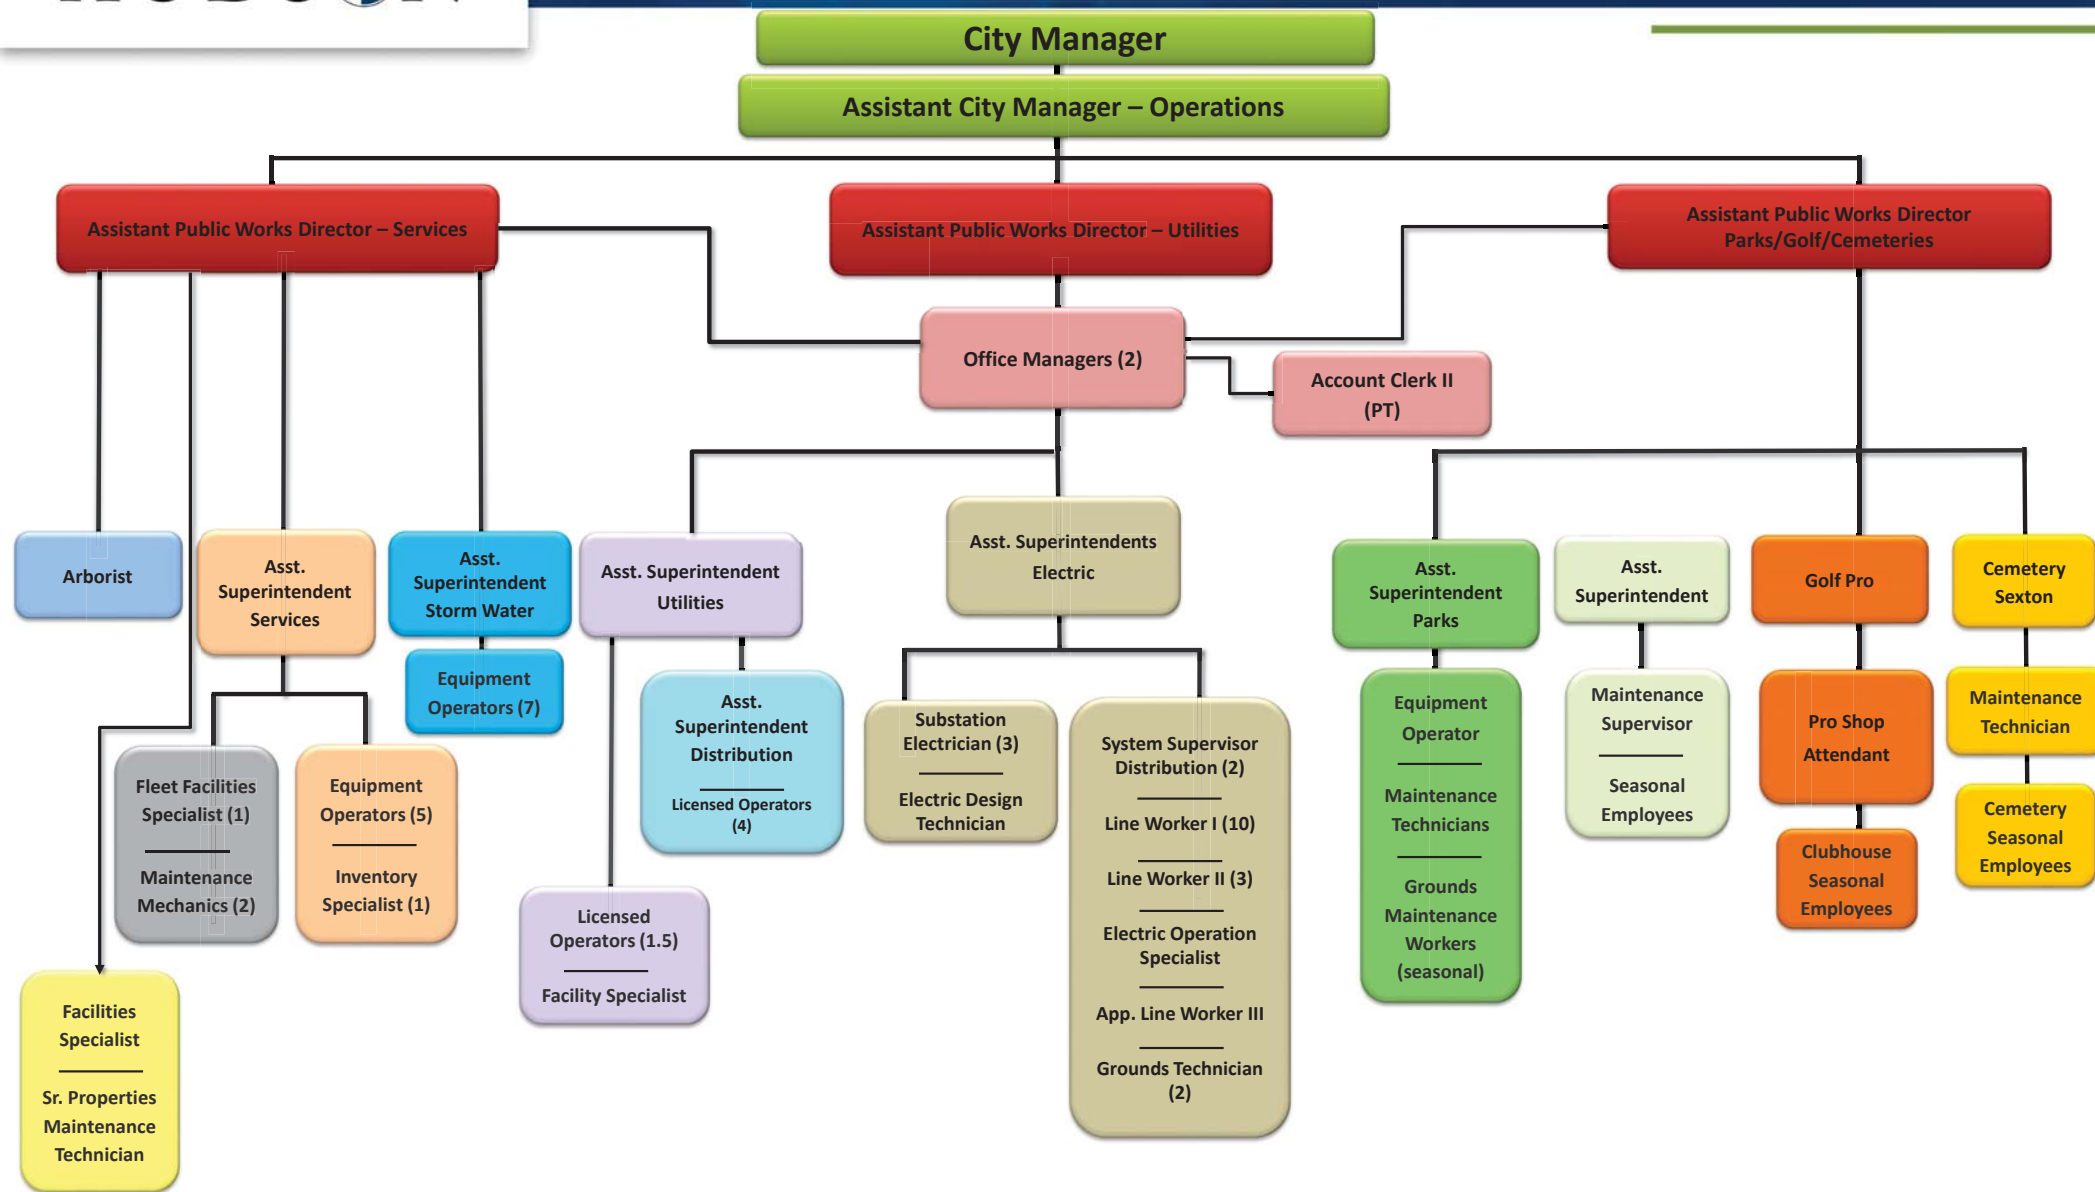 City Manager
Assistant City Manager – Operations
Assistant Public Works Director – Services
Assistant Public Works Director – Utilities
Assistant Public Works Director
Parks/Golf/Cemeteries
Office Managers (2)
Account Clerk II
(PT)
Arborist
Asst.
Superintendent
Services
Asst.
Superintendent
Storm Water
Equipment
Operators (7)
Asst. Superintendent
Utilities
Asst. Superintendents
Electric
Asst.
Superintendent
Parks
Asst.
Superintendent
Golf Pro
Cemetery
Sexton
Fleet Facilities
Specialist (1)
Maintenance
Mechanics (2)
Equipment
Operators (5)
Inventory
Specialist (1)
Asst.
Superintendent
Distribution
Licensed Operators
(4)
Substation
Electrician (3)
Electric Design
Technician
System Supervisor
Distribution (2)
Line Worker I (10)
Line Worker II (3)
Electric Operation
Specialist
App. Line Worker III
Grounds Technician
(2)
Equipment
Operator
Maintenance
Technicians
Grounds
Maintenance
Workers
(seasonal)
Maintenance
Supervisor
Seasonal
Employees
Pro Shop
Attendant
Clubhouse
Seasonal
Employees
Maintenance
Technician
Cemetery
Seasonal
Employees
Licensed
Operators (1.5)
Facility Specialist
Facilities
Specialist
Sr. Properties
Maintenance
Technician